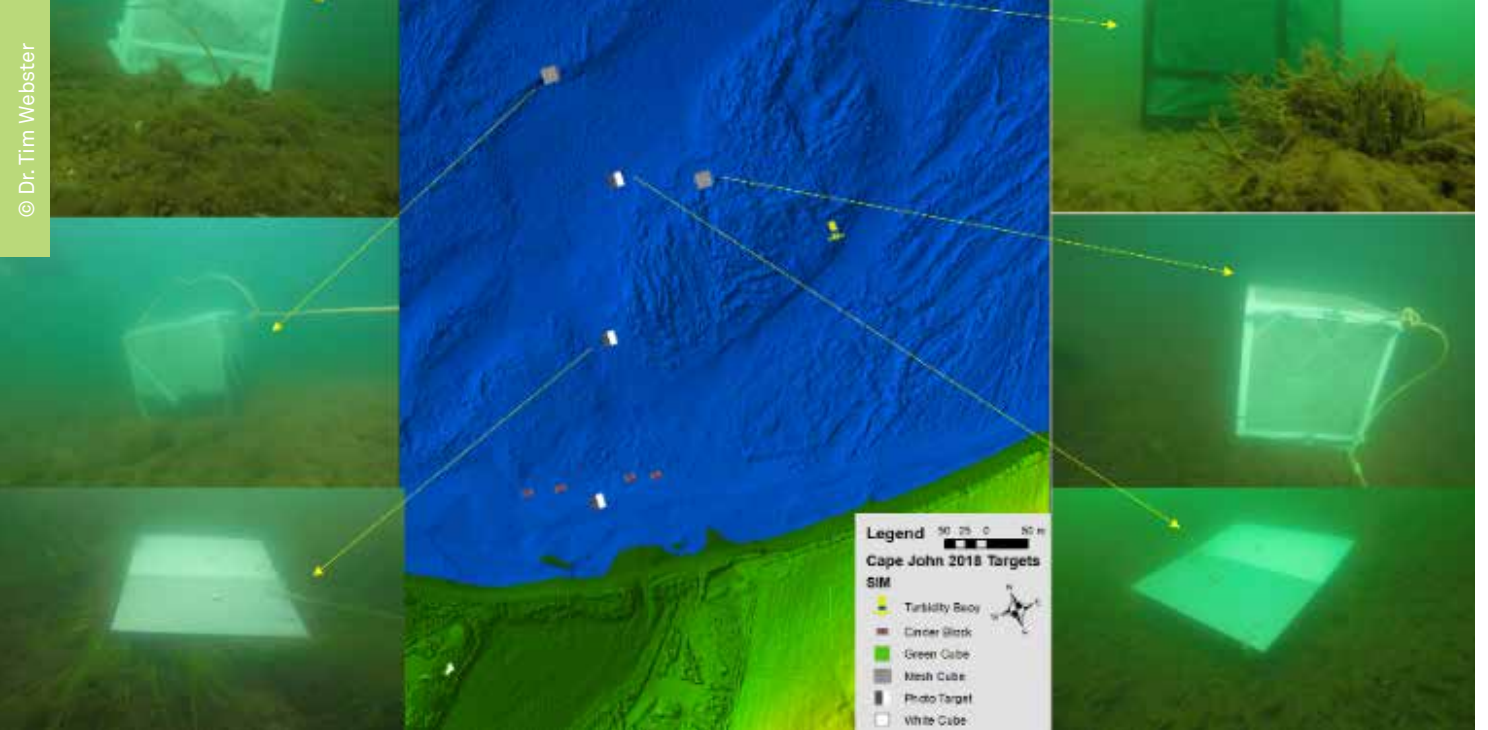 © Dr. Tim Webster
Legend
50 25 0 50 m
Cape John 2018 Targets
SIM
Turbidity Buoy
Cinder Block
Green Cube
Mesh Cube
Photo Target
White Cube